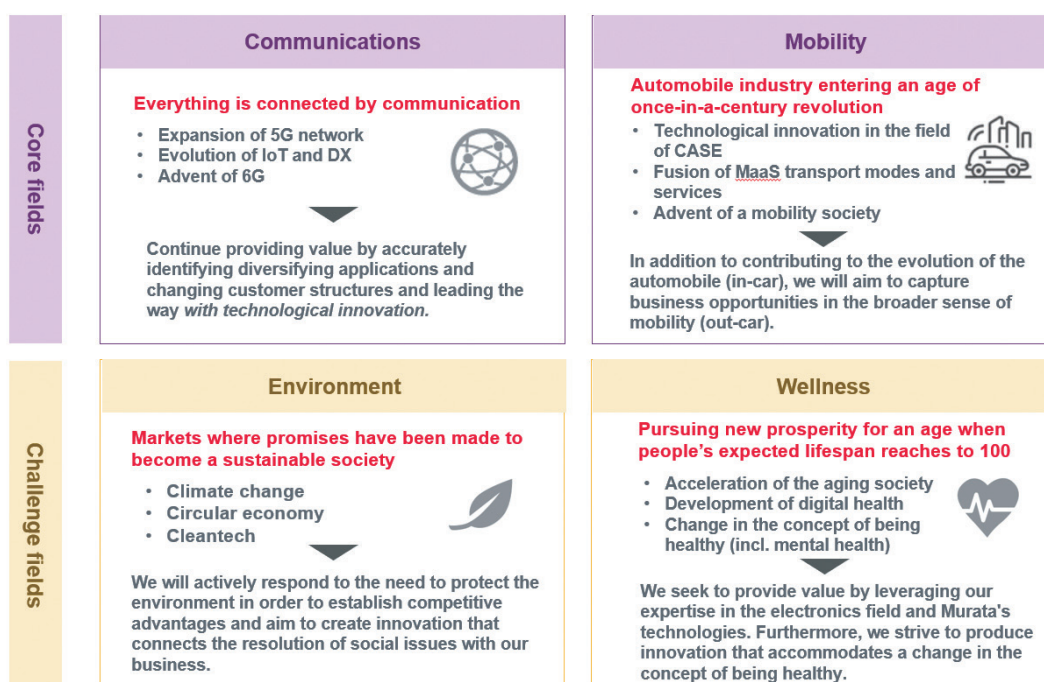 Core fields
Communications
Everything is connected by communication
• Expansion of 5G network
• Evolution of IoT and DX
• Advent of 6G
Continue providing value by accurately
identifying diversifying applications and
changing customer structures and leading the
way with technological innovation.
Mobility
Automobile industry entering an age of
once-in-a-century revolution
• Technological innovation in the field
of CASE
• Fusion of MaaS transport modes and
services
• Advent of a mobility society
In addition to contributing to the evolution of the
automobile (in-car), we will aim to capture
business opportunities in the broader sense of
mobility (out-car).
Challenge fields
Environment
Markets where promises have been made to
become a sustainable society
• Climate change
• Circular economy
• Cleantech
We will actively respond to the need to protect the
environment in order to establish competitive
advantages and aim to create innovation that
connects the resolution of social issues with our
business.
Wellness
Pursuing new prosperity for an age when
people's expected lifespan reaches to 100
• Acceleration of the aging society
• Development of digital health
• Change in the concept of being
healthy (incl. mental health)
We seek to provide value by leveraging our
expertise in the electronics field and Murata's
technologies. Furthermore, we strive to produce
innovation that accommodates a change in the
concept of being healthy.